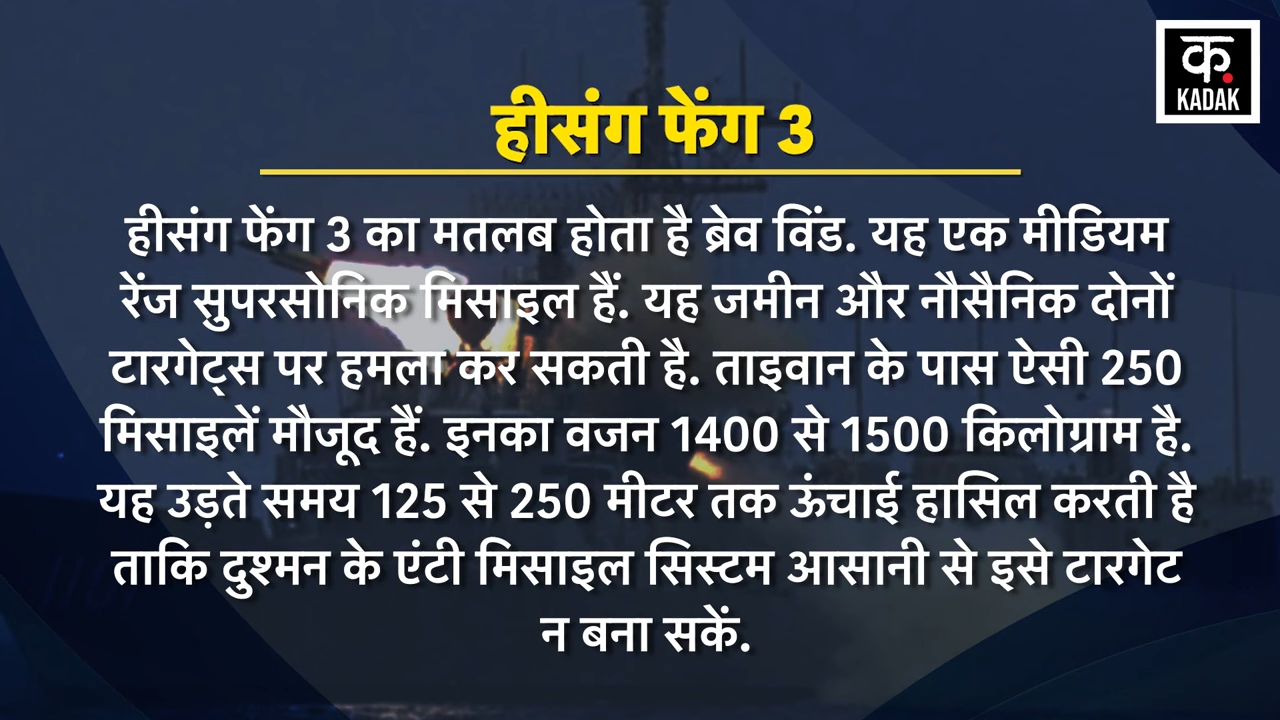 क.
KADAK
हीसंग फेंग 3
हीसंग फेंग 3 का मतलब होता है ब्रेव विंड. यह एक मीडियम
रेंज सुपरसोनिक मिसाइल हैं. यह जमीन और नौसैनिक दोनों
टारगेट्स पर हमला कर सकती है. ताइवान के पास ऐसी 250
मिसाइलें मौजूद हैं. इनका वजन 1400 से 1500 किलोग्राम है.
यह उड़ते समय 125 से 250 मीटर तक ऊंचाई हासिल करती है
ताकि दुश्मन के एंटी मिसाइल सिस्टम आसानी से इसे टारगेट
न बना सकें.